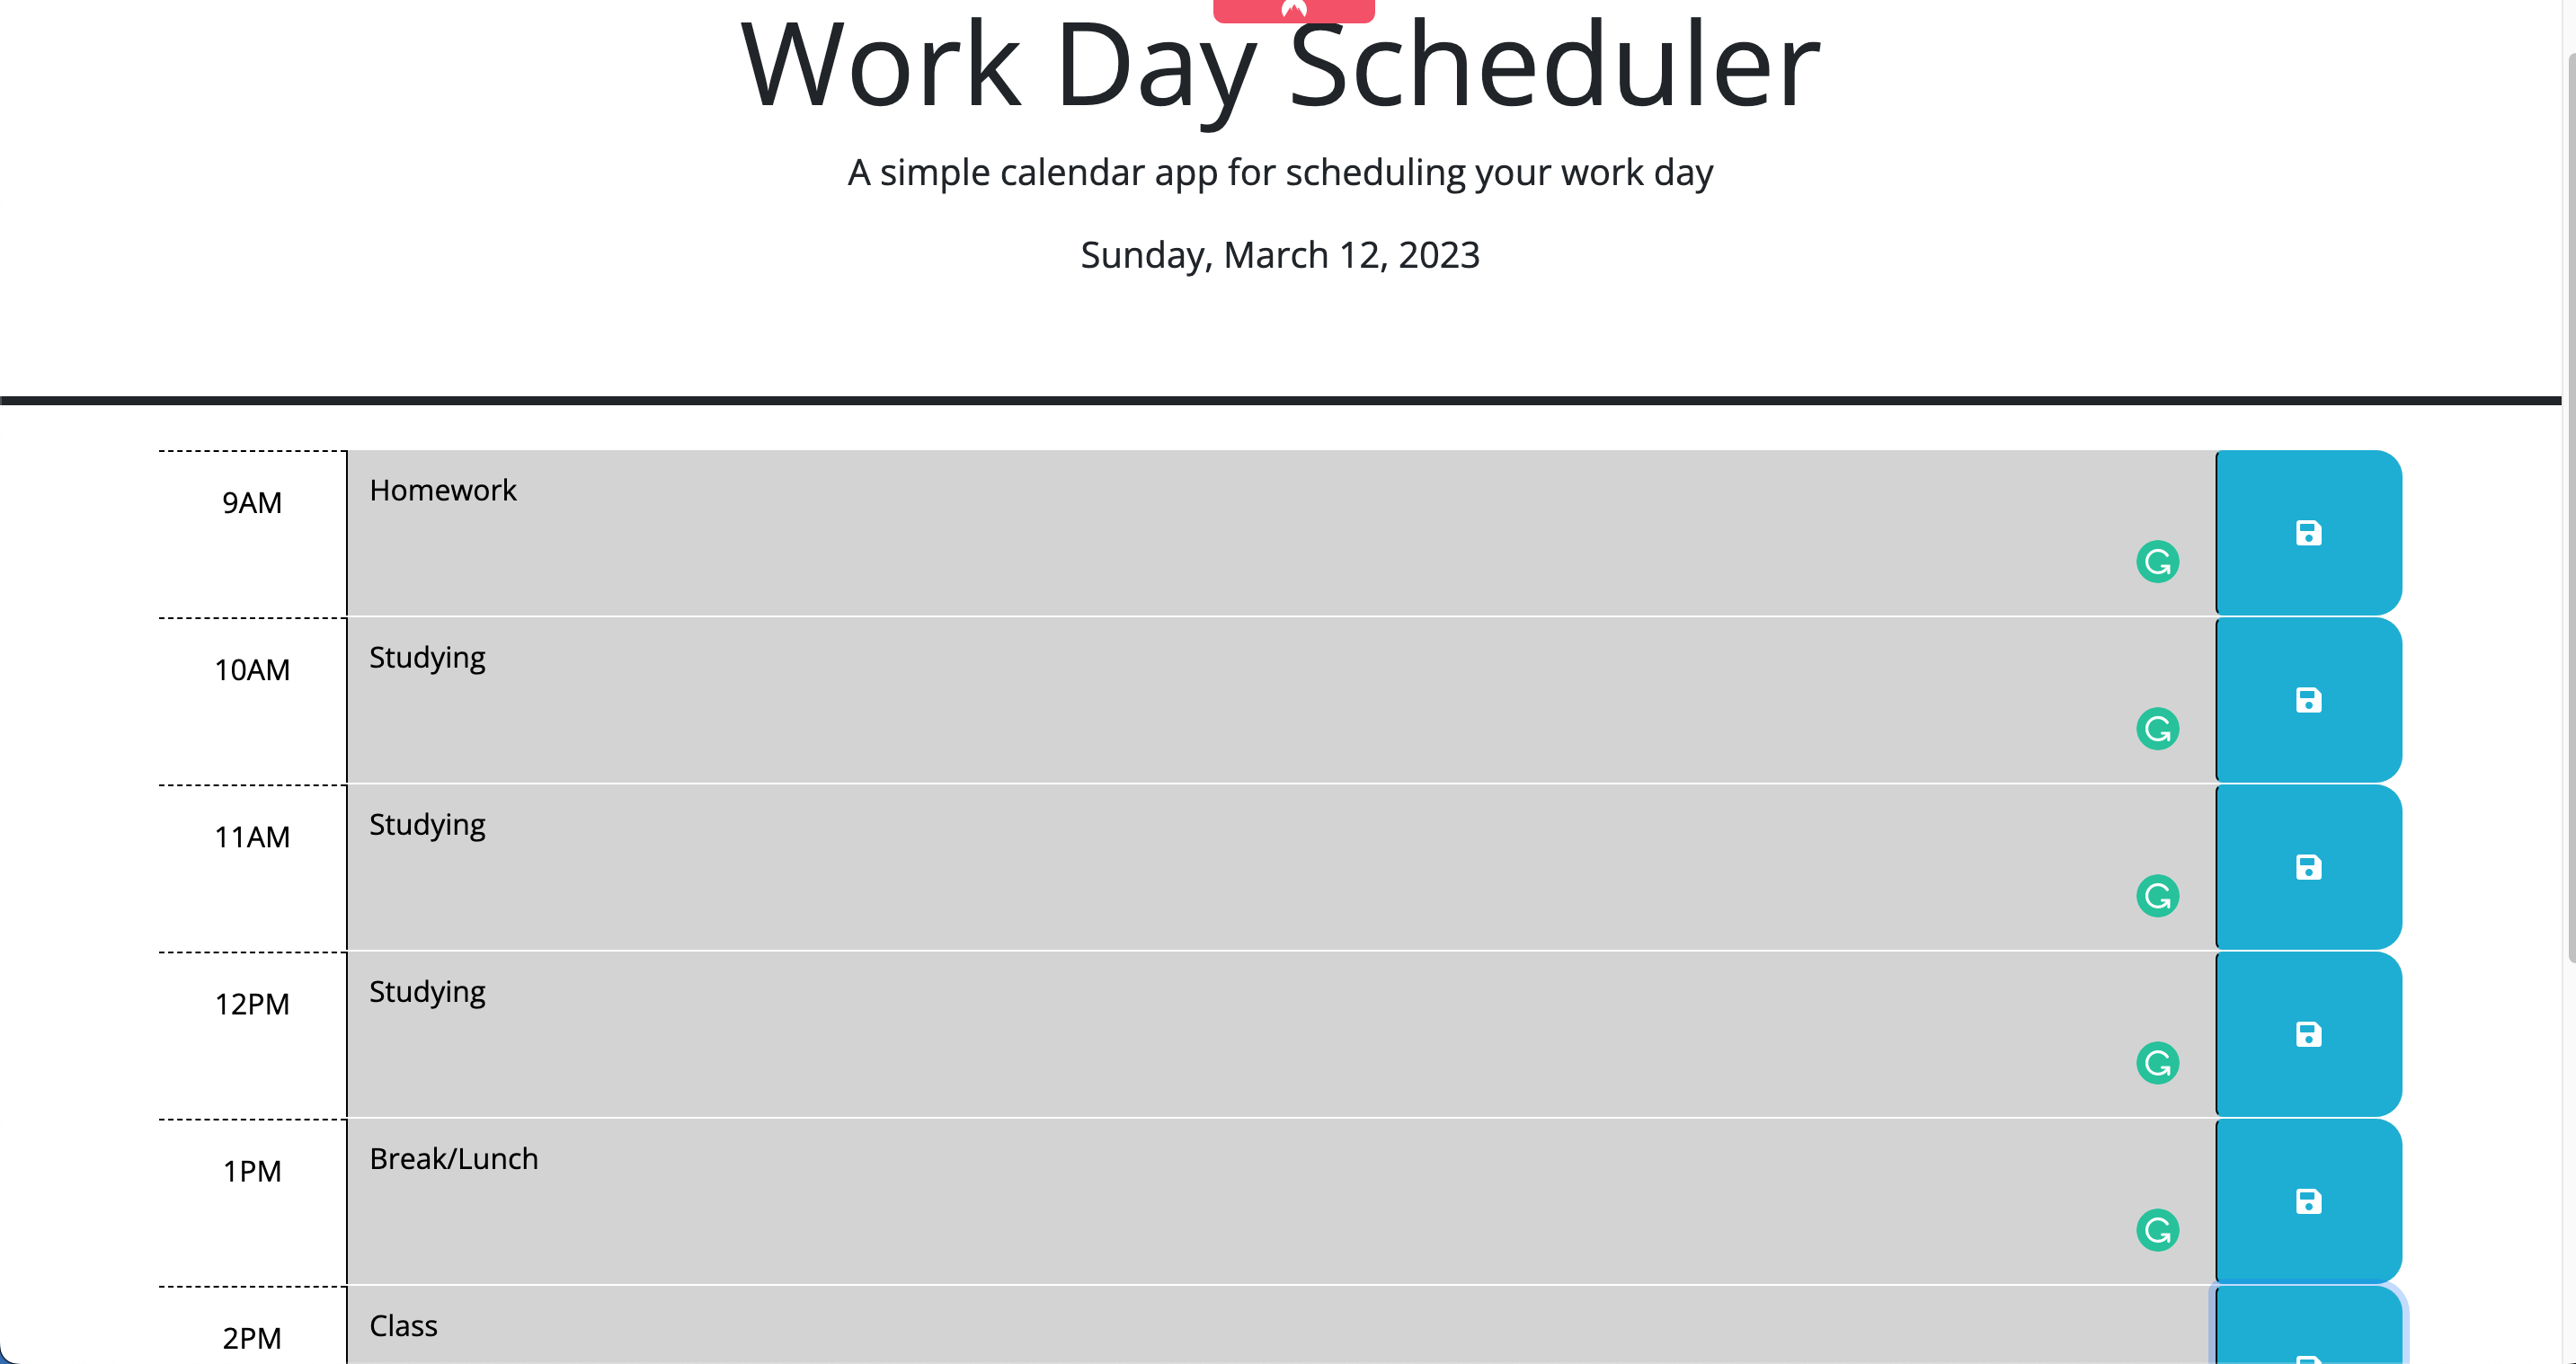 Work Day Scheduler
A simple calendar app for scheduling your work day
Sunday, March 12, 2023
9AM
Homework
10AM
Studying
11AM
Studying
12PM
Studying
1PM
Break/Lunch
2PM
Class